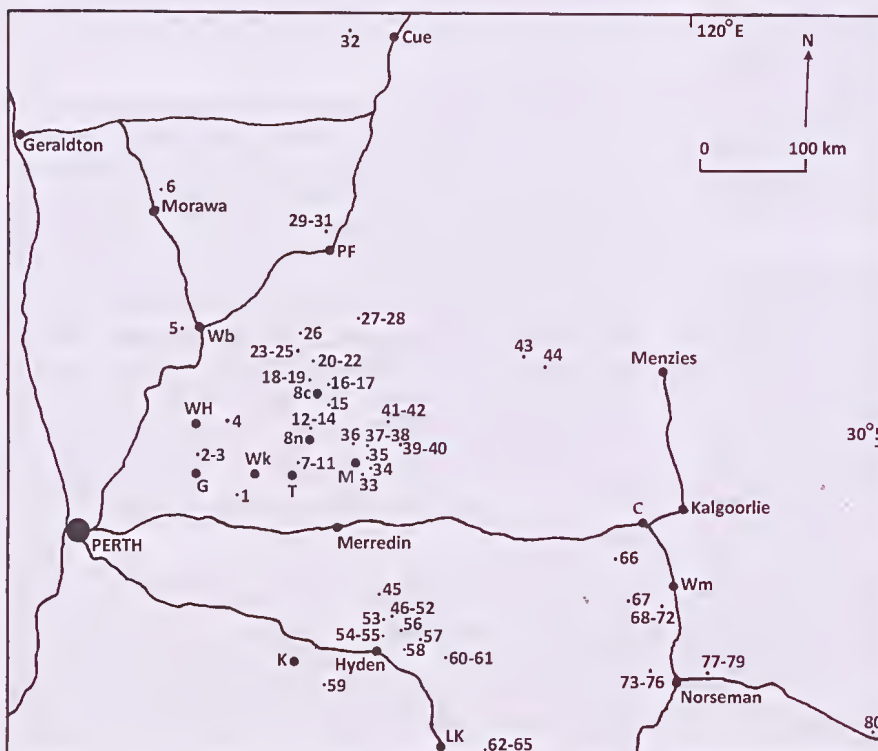 32
Cue
120°E
N
0 100 km
Geraldton
6
Morawa
29-31
PF
27-28
5
Wb
26
23-25
20-22
43
44
Menzies
18-19
16-17
8c
15
WH
4
12-14
41-42
8n
36
37-38
39-40
30°S
2-3
Wk
7-11
35
34
G
T
M
33
1
C
Kalgoorlie
PERTH
Merredin
66
45
Wm
46-52
67
53
56
68-72
54-55
57
58
K
Hyden
60-61
59
73-76
77-79
Norseman
80
LK
62-65